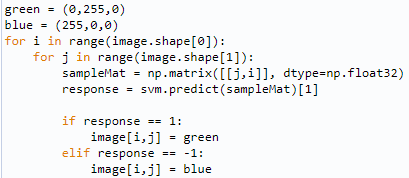 green = (0,255,0)
blue = (255,0,0)
for i in range(image.shape[0]):
    for j in range(image.shape[1]):
        sampleMat = np.matrix([[j,i]], dtype=np.float32)
        response = svm.predict(sampleMat)[1]

        if response == 1:
            image[i,j] = green
        elif response == -1:
            image[i,j] = blue